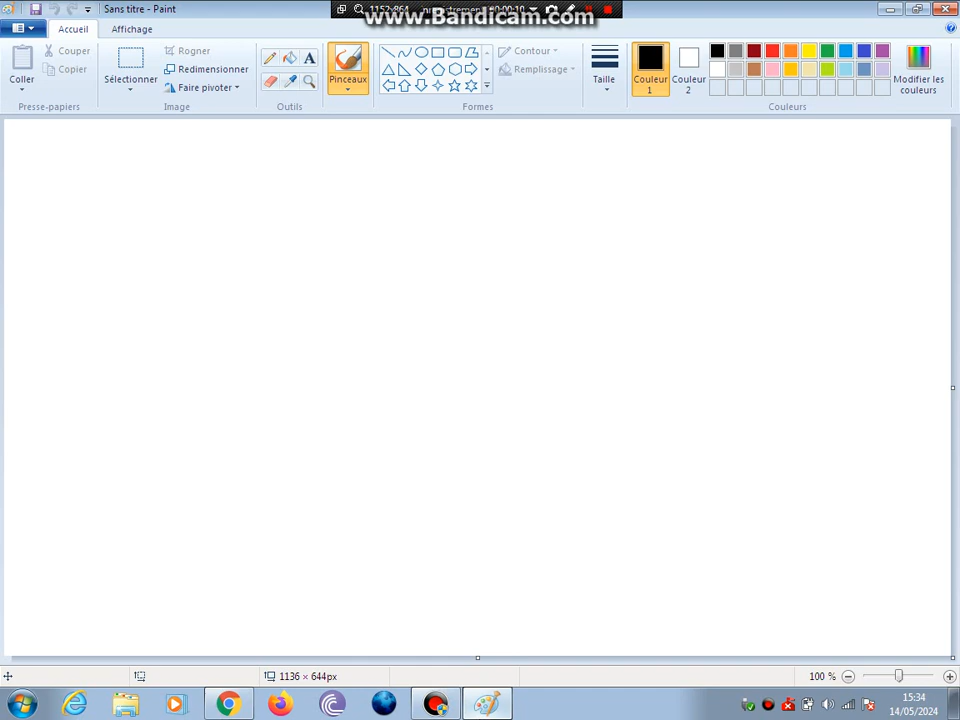 Sans titre - Paint
1152x864
www.Bandicam.com
Accueil
Affichage
Coller
Couper
Copier
Presse-papiers
Sélectionner
Rogner
Redimensionner
Faire pivoter
Image
Outils
Pinceaux
Contour
Remplissage
Formes
Taille
Couleur 1
Couleur 2
Modifier les couleurs
Couleurs
1136 × 644px
100 %
15:34
14/05/2024